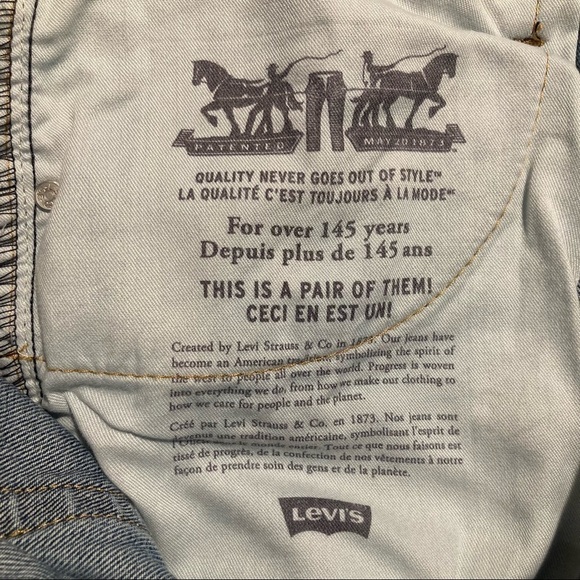 PATENTED MAY 20 1873
QUALITY NEVER GOES OUT OF STYLE™
LA QUALITÉ C'EST TOUJOURS À LA MODE MC
For over 145 years
Depuis plus de 145 ans
THIS IS A PAIR OF THEM!
CECI EN EST UN!
Created by Levi Strauss & Co in 1873. Our jeans have
become an American tradition, symbolizing the spirit of
the west to people all over the world. Progress is woven
into everything we do, from how we make our clothing to
how we care for people and the planet.
Créé par Levi Strauss & Co. en 1873. Nos jeans sont
devenus une tradition américaine, symbolisant l'esprit de
monde entier. Tout ce que nous faisons est
tissé de progrès, de la confection de nos vêtements à notre
façon de prendre soin des gens et de la planète.
Levi's